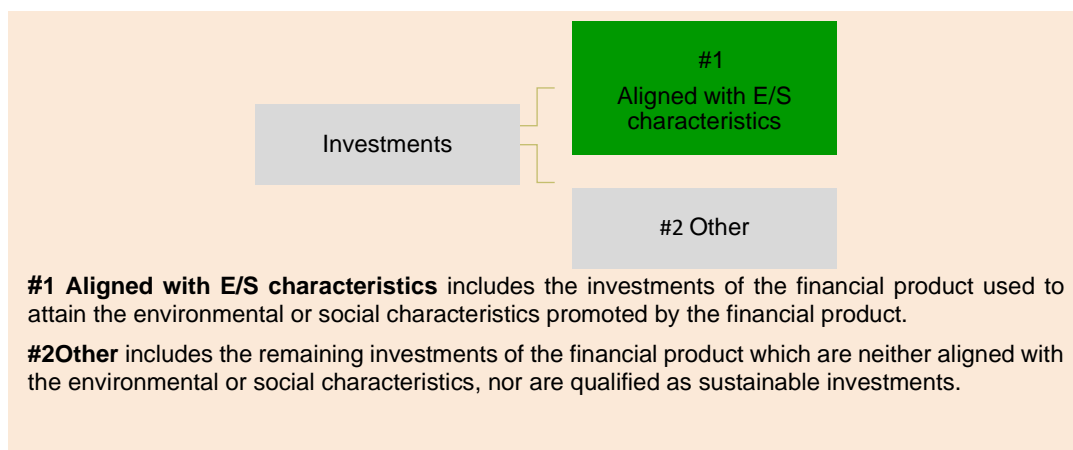 #1
Aligned with E/S
characteristics
Investments
#2 Other
#1 Aligned with E/S characteristics includes the investments of the financial product used to
attain the environmental or social characteristics promoted by the financial product.
#2Other includes the remaining investments of the financial product which are neither aligned with
the environmental or social characteristics, nor are qualified as sustainable investments.